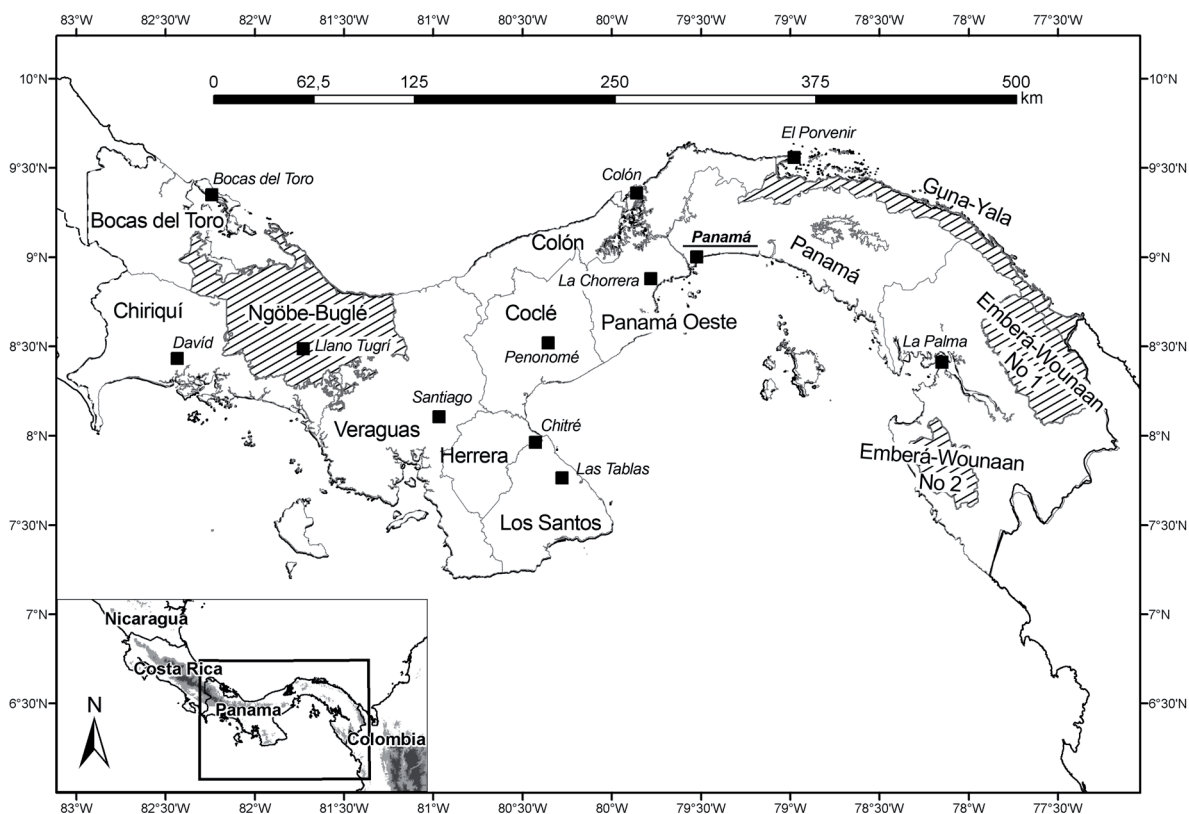 83°W 82°30'W 82°W 81°30'W 81°W 80°30'W 80°W 79°30'W 79°W 78°30'W 78°W 77°30'W
10°N 10°N
0 62,5 125 250 375 500
km
El Porvenir
9°30'N 9°30'N
Bocas del Toro
Colón
Guna-Yala
Bocas del Toro
Colón
Panamá
Panamá
9°N 9°N
La Chorrera
Chiriquí
Ngöbe-Buglé
Coclé
Panamá Oeste
Emberá-Wounaan
No 1
David
Llano Tugrí
Penonomé
La Palma
8°30'N 8°30'N
Santiago
Chitré
Veraguas
8°N 8°N
Herrera
Las Tablas
Emberá-Wounaan
No 2
Los Santos
7°30'N 7°30'N
7°N 7°N
Nicaragua
Costa Rica
Panama
Colombia
N
6°30'N 6°30'N
83°W 82°30'W 82°W 81°30'W 81°W 80°30'W 80°W 79°30'W 79°W 78°30'W 78°W 77°30'W